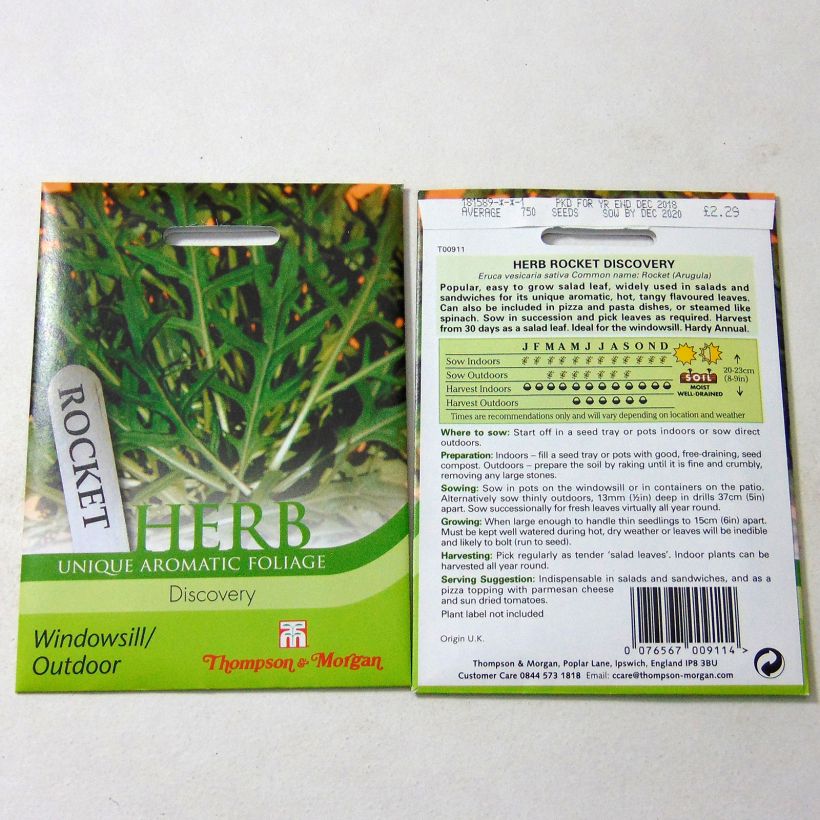 ROCKET
HERB
UNIQUE AROMATIC FOLIAGE
Discovery
Windowsill/
Outdoor
Thompson & Morgan
181589-X-X-1 PKD FOR YR END DEC 2018
AVERAGE 750 SEEDS SOW BY DEC 2020 £2.29
T00911
HERB ROCKET DISCOVERY
Eruca vesicaria sativa Common name: Rocket (Arugula)
Popular, easy to grow salad leaf, widely used in salads and
sandwiches for its unique aromatic, hot, tangy flavoured leaves.
Can also be included in pizza and pasta dishes, or steamed like
spinach. Sow in succession and pick leaves as required. Harvest
from 30 days as a salad leaf. Ideal for the windowsill. Hardy Annual.
J F M A M J J A S O N D
Sow Indoors
Sow Outdoors
Harvest Indoors
Harvest Outdoors
SOIL
MOIST
WELL-DRAINED
20-23cm
(8-9in)
Times are recommendations only and will vary depending on location and weather
Where to sow: Start off in a seed tray or pots indoors or sow direct
outdoors.
Preparation: Indoors – fill a seed tray or pots with good, free-draining, seed
compost. Outdoors – prepare the soil by raking until it is fine and crumbly,
removing any large stones.
Sowing: Sow in pots on the windowsill or in containers on the patio.
Alternatively sow thinly outdoors, 13mm (½in) deep in drills 37cm (5in)
apart. Sow successionally for fresh leaves virtually all year round.
Growing: When large enough to handle thin seedlings to 15cm (6in) apart.
Must be kept well watered during hot, dry weather or leaves will be inedible
and likely to bolt (run to seed).
Harvesting: Pick regularly as tender 'salad leaves'. Indoor plants can be
harvested all year round.
Serving Suggestion: Indispensable in salads and sandwiches, and as a
pizza topping with parmesan cheese
and sun dried tomatoes.
Plant label not included
Origin U.K.
0 076567 009114 >
Thompson & Morgan, Poplar Lane, Ipswich, England IP8 3BU
Customer Care 0844 573 1818 Email: ccare@thompson-morgan.com